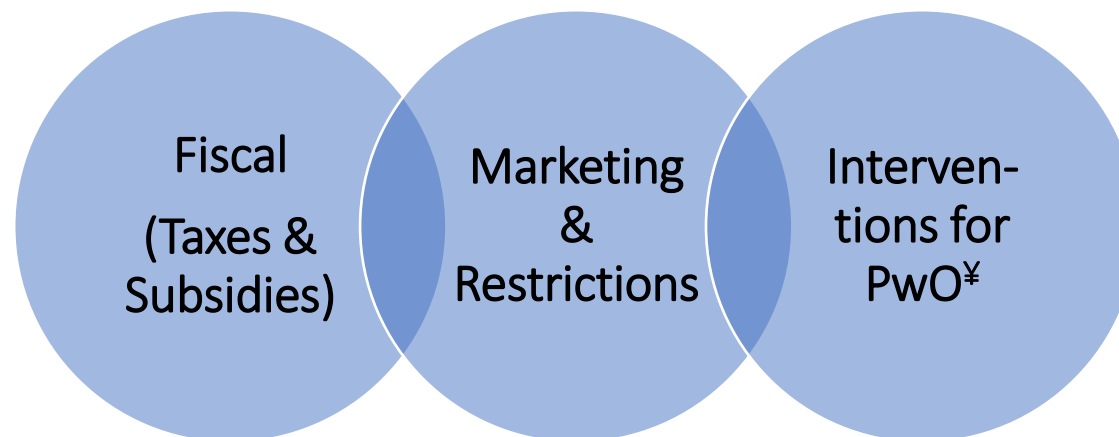 Fiscal
(Taxes &
Subsidies)
Marketing
&
Restrictions
Interven-
tions for
PwO¥